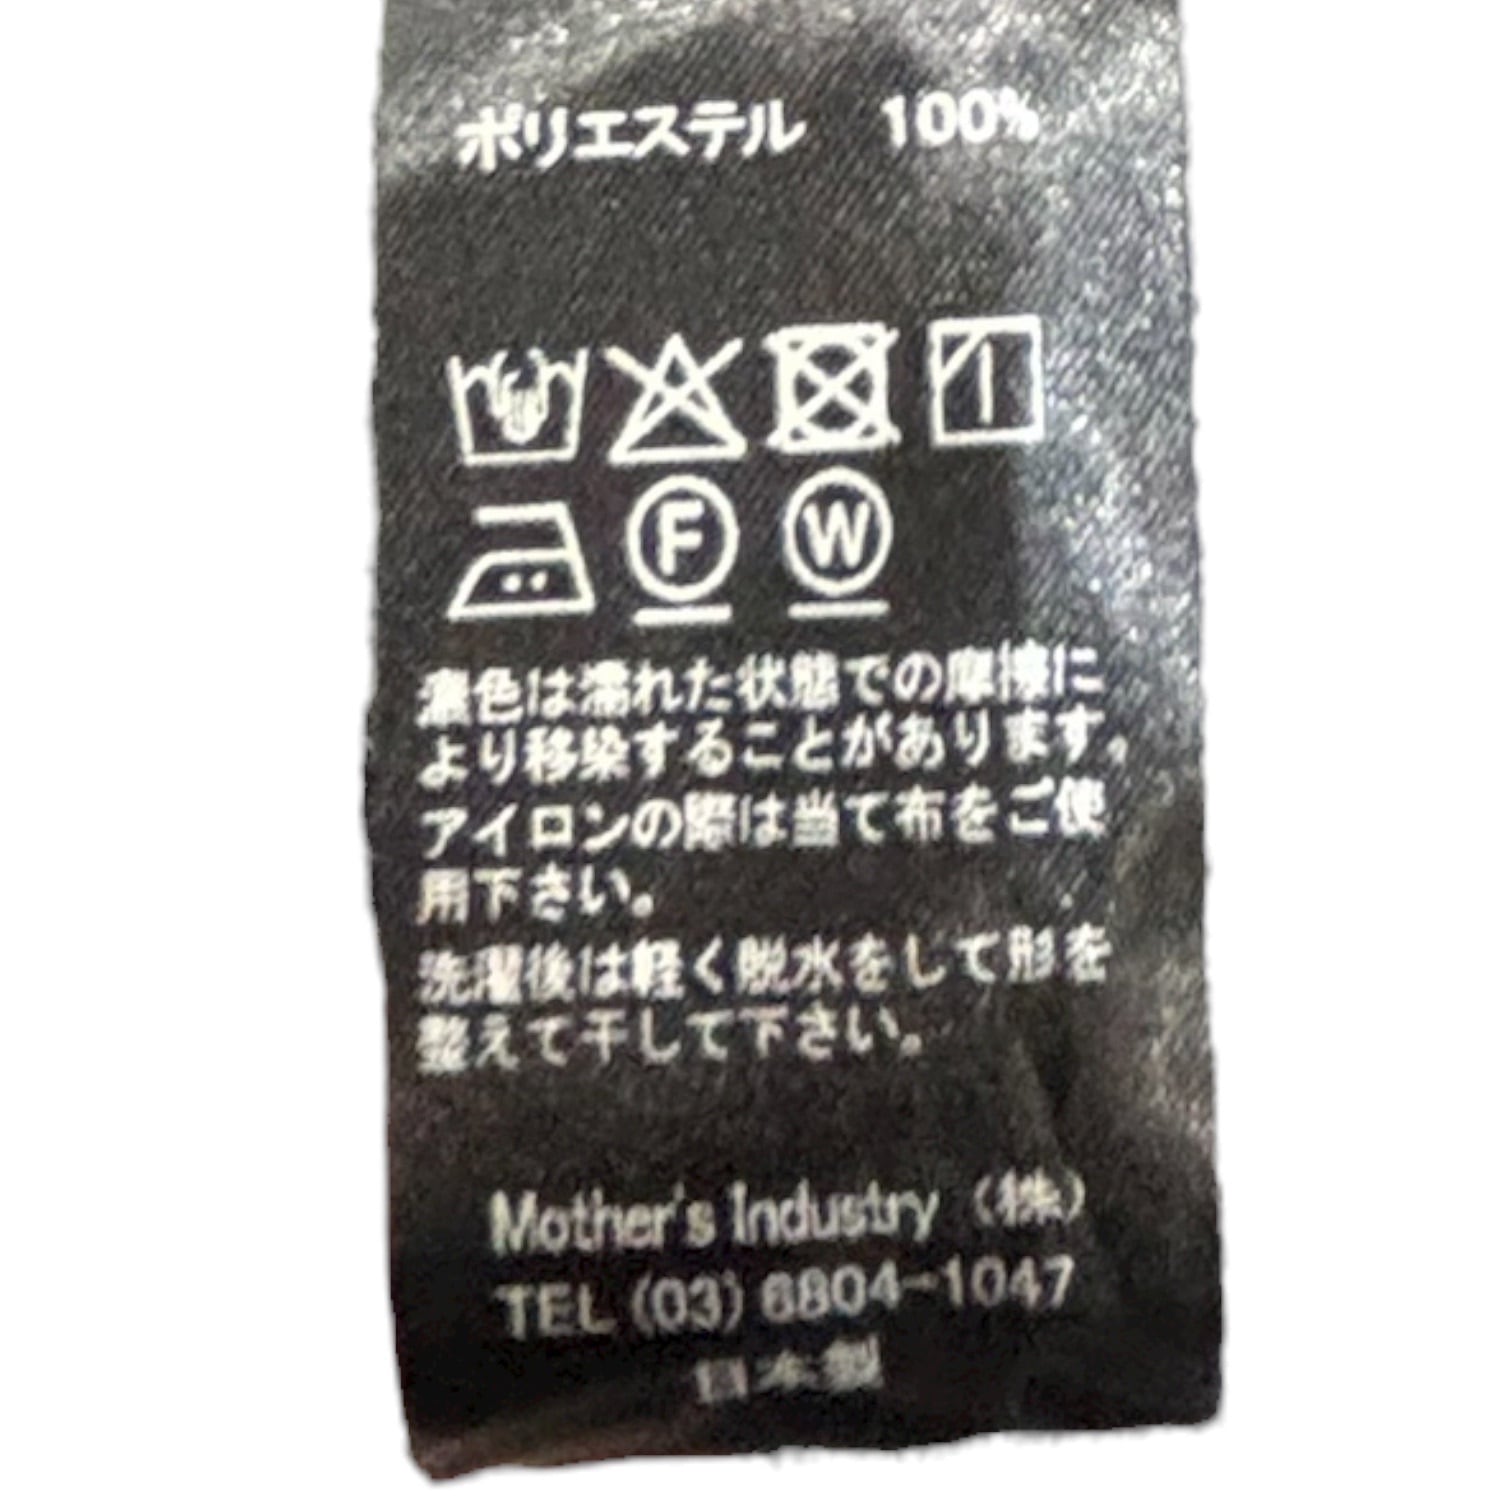 ポリエステル 100%
F W
濃色は濡れた状態での摩擦に
より移染することがあります。
アイロンの際は当て布をご使
用下さい。
洗濯後は軽く脱水をして形を
整えて干して下さい。
Mother's Industry (株)
TEL (03) 6804-1047
日本製